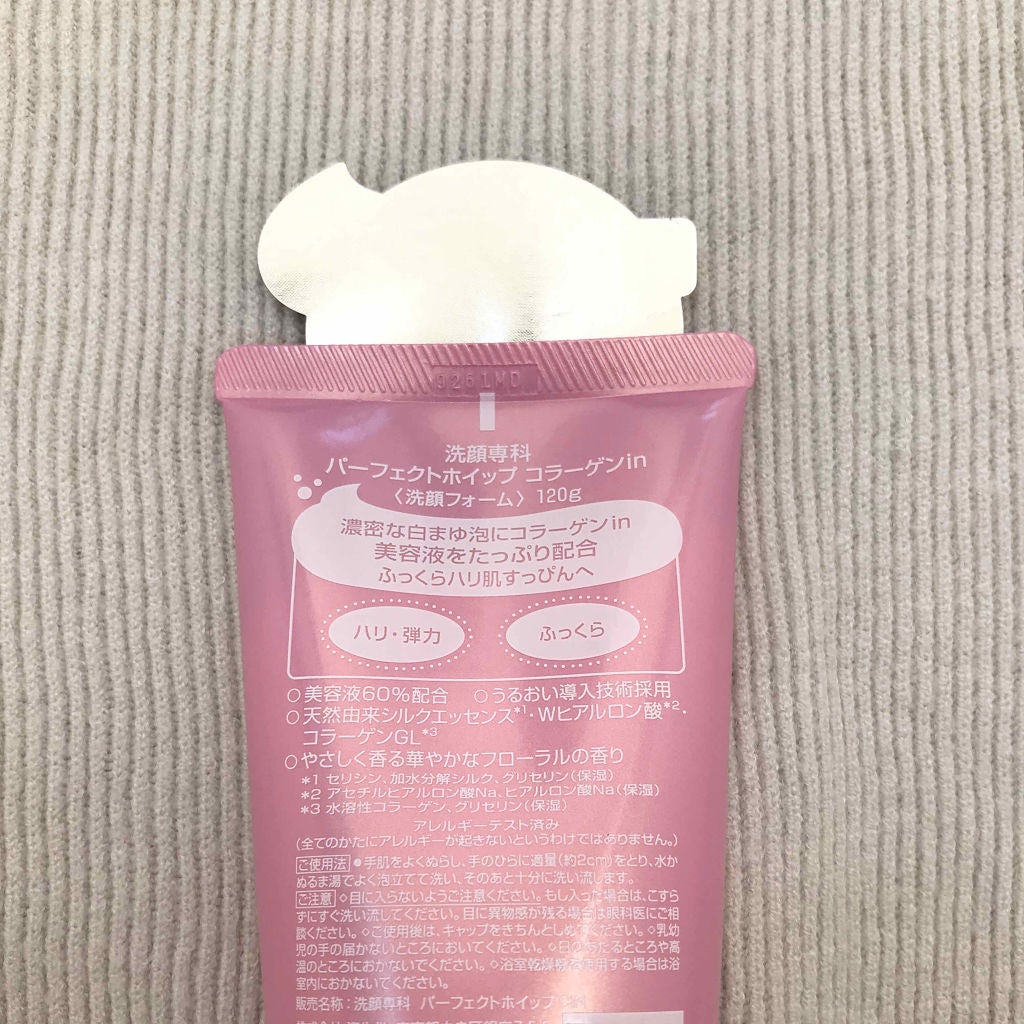 9261MD
洗顔専科
パーフェクトホイップ コラーゲンin
〈洗顔フォーム〉 120g
濃密な白まゆ泡にコラーゲンin
美容液をたっぷり配合
ふっくらハリ肌すっぴんへ
ハリ・弾力 ふっくら
○美容液60%配合 ○うるおい導入技術採用
○天然由来シルクエッセンス*1・Wヒアルロン酸*2・
コラーゲンGL*3
○やさしく香る華やかなフローラルの香り
*1 セリシン、加水分解シルク、グリセリン(保湿)
*2 アセチルヒアルロン酸Na、ヒアルロン酸Na(保湿)
*3 水溶性コラーゲン、グリセリン(保湿)
アレルギーテスト済み
(全てのかたにアレルギーが起きないというわけではありません。)
ご使用法 ●手肌をよくぬらし、手のひらに適量(約2cm)をとり、水か
ぬるま湯でよく泡立てて洗い、そのあと十分に洗い流します。
ご注意 ◇目に入らないようご注意ください。もし入った場合は、こすら
ずにすぐ洗い流してください。目に異物感が残る場合は眼科医にご相
談ください。◇ご使用後は、キャップをきちんとしめてください。◇乳幼
児の手の届かないところにおいてください。◇日のあたるところや高
温のところにおかないでください。◇浴室乾燥機を使用する場合は浴
室内におかないでください。
販売名称:洗顔専科 パーフェクトホイップ